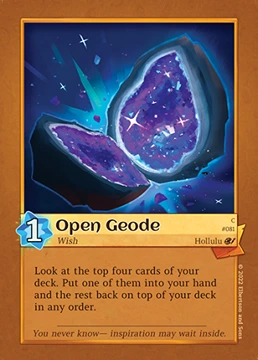 C
#081
1
Open Geode
Wish
Hollulu
Look at the top four cards of your
deck. Put one of them into your hand
and the rest back on top of your deck
in any order.
You never know— inspiration may wait inside.
© 2022 Elbertson and Sons